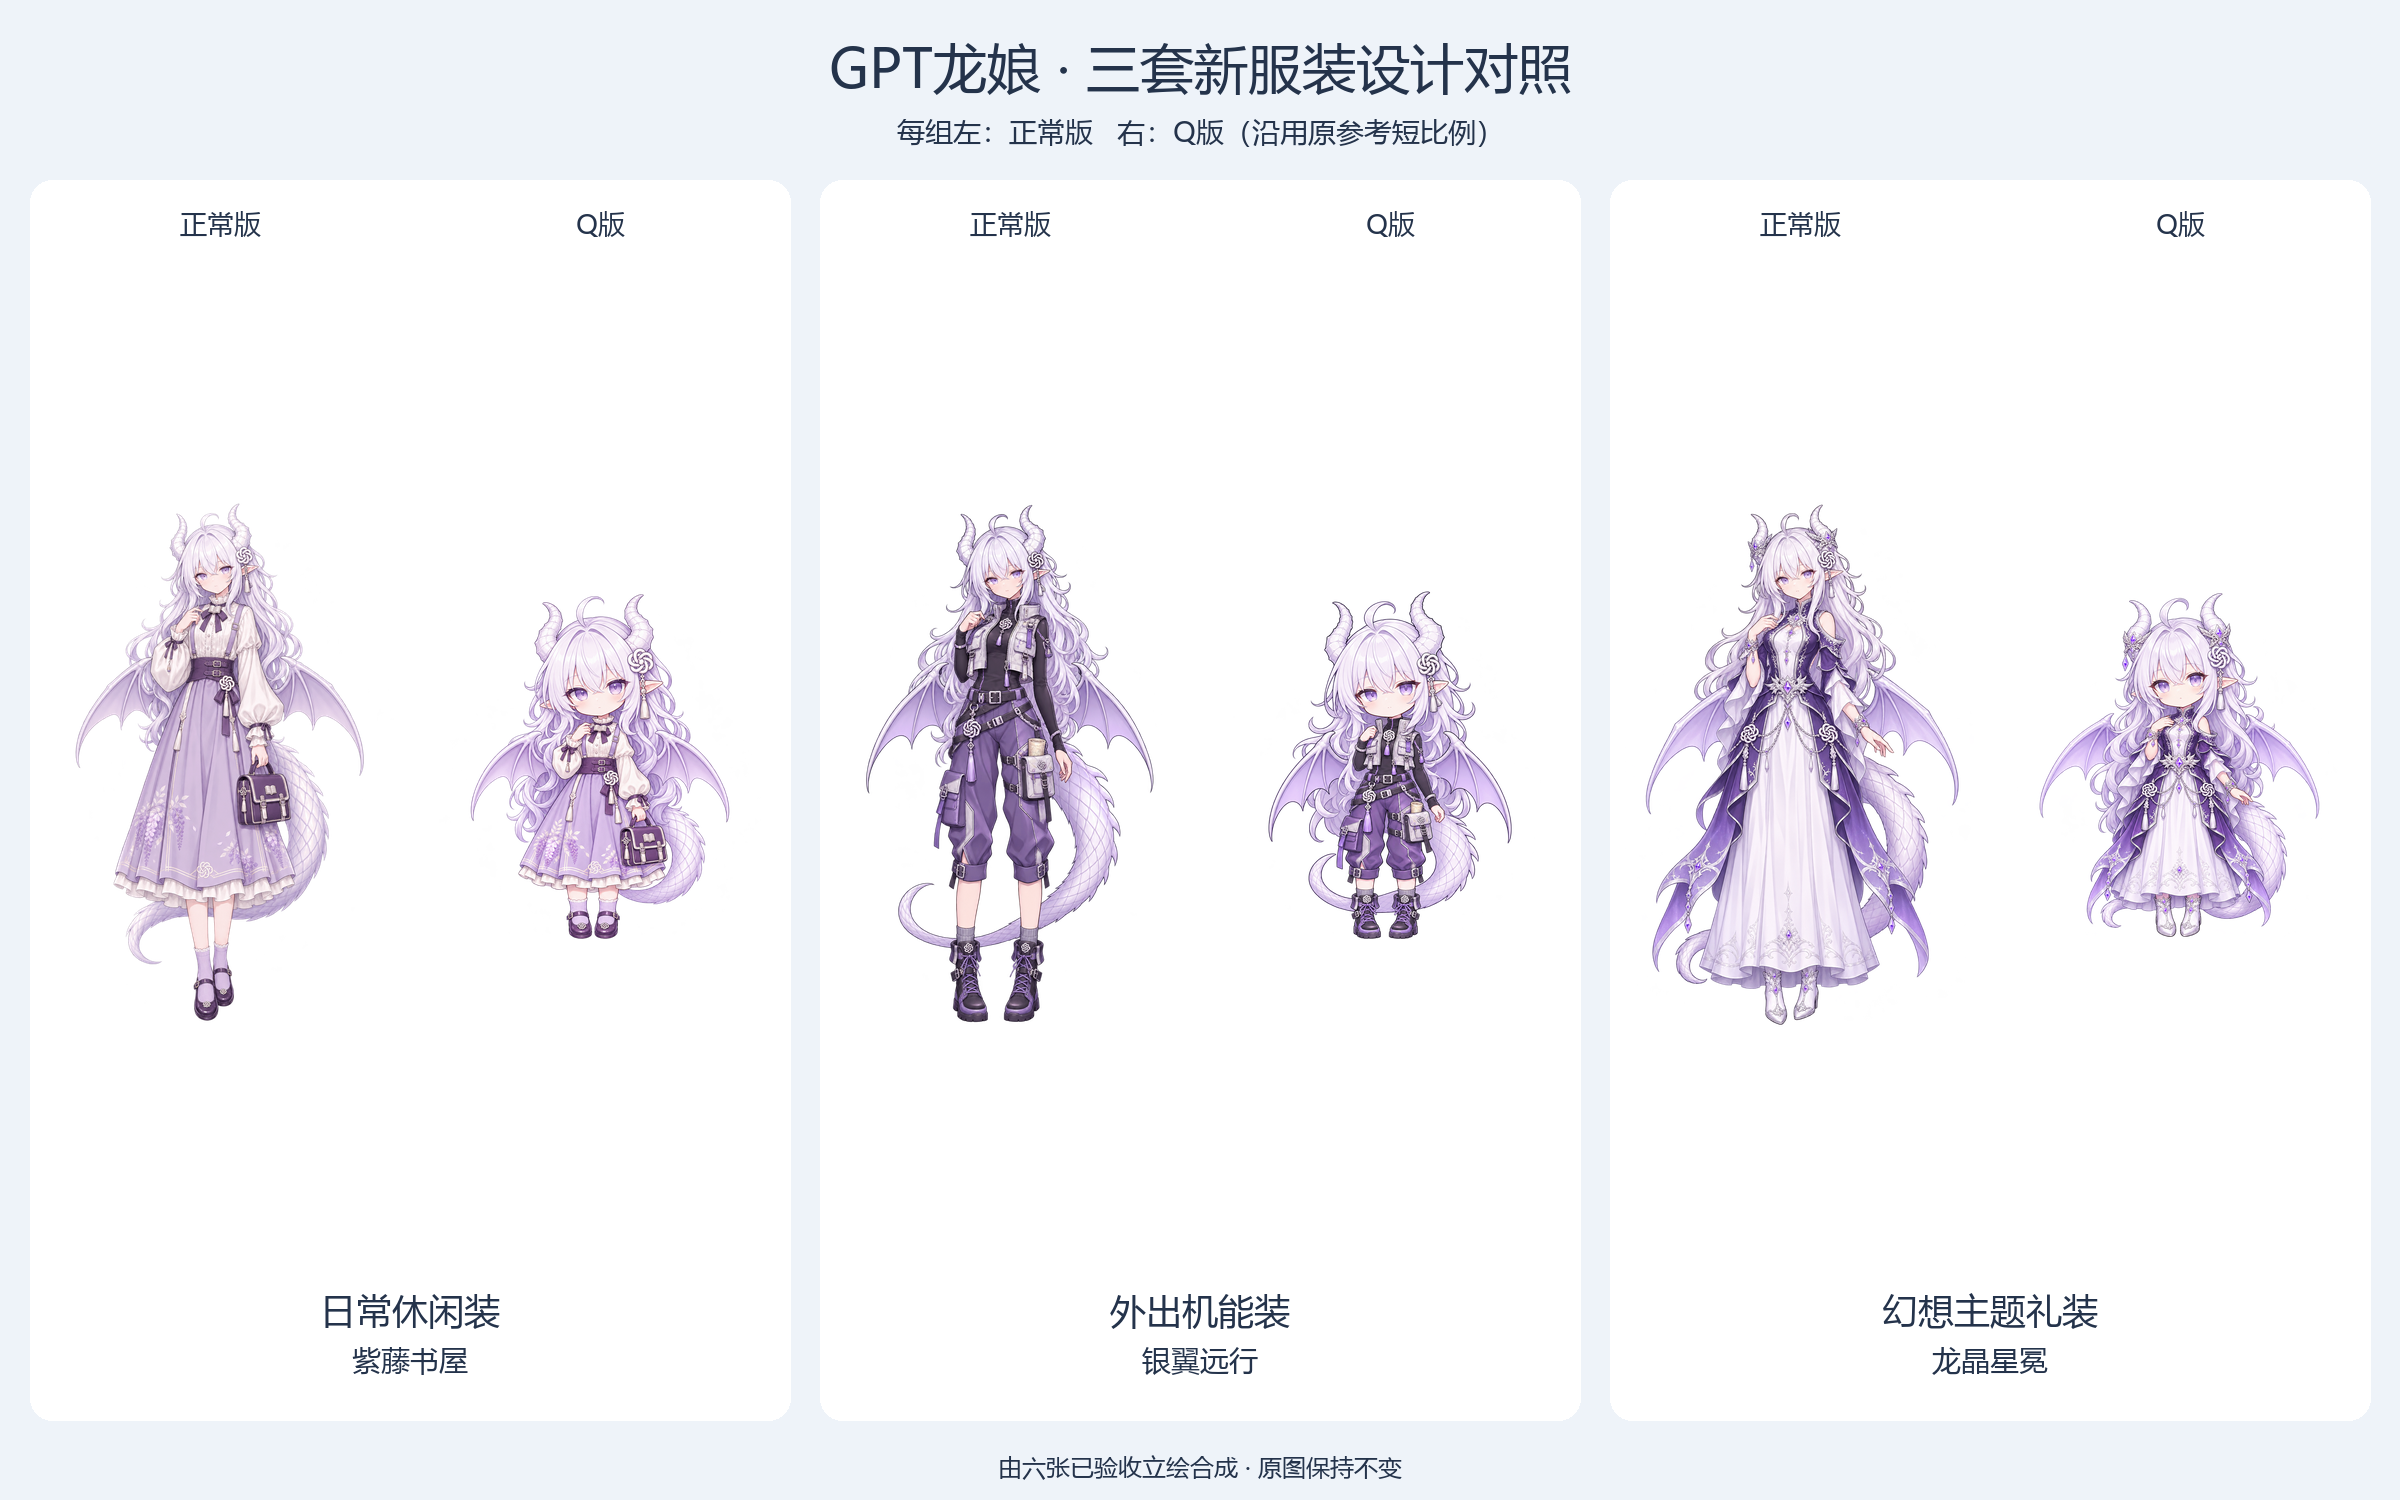 GPT龙娘 · 三套新服装设计对照
每组左：正常版 右：Q版（沿用原参考短比例）
正常版 Q版
正常版 Q版
正常版 Q版
日常休闲装
紫藤书屋
外出机能装
银翼远行
幻想主题礼装
龙晶星冕
由六张已验收立绘合成 · 原图保持不变